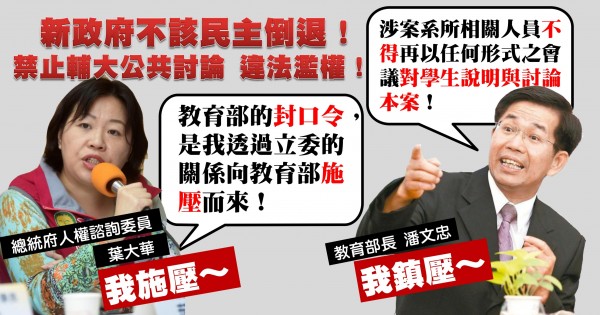 新政府不該民主倒退！
禁止輔大公共討論 違法濫權！
涉案系所相關人員不
得再以任何形式之會
議對學生說明與討論
本案！
教育部的封口令，
是我透過立委的
關係向教育部施
壓而來！
總統府人權諮詢委員
葉大華
我施壓～
教育部長 潘文忠
我鎮壓～